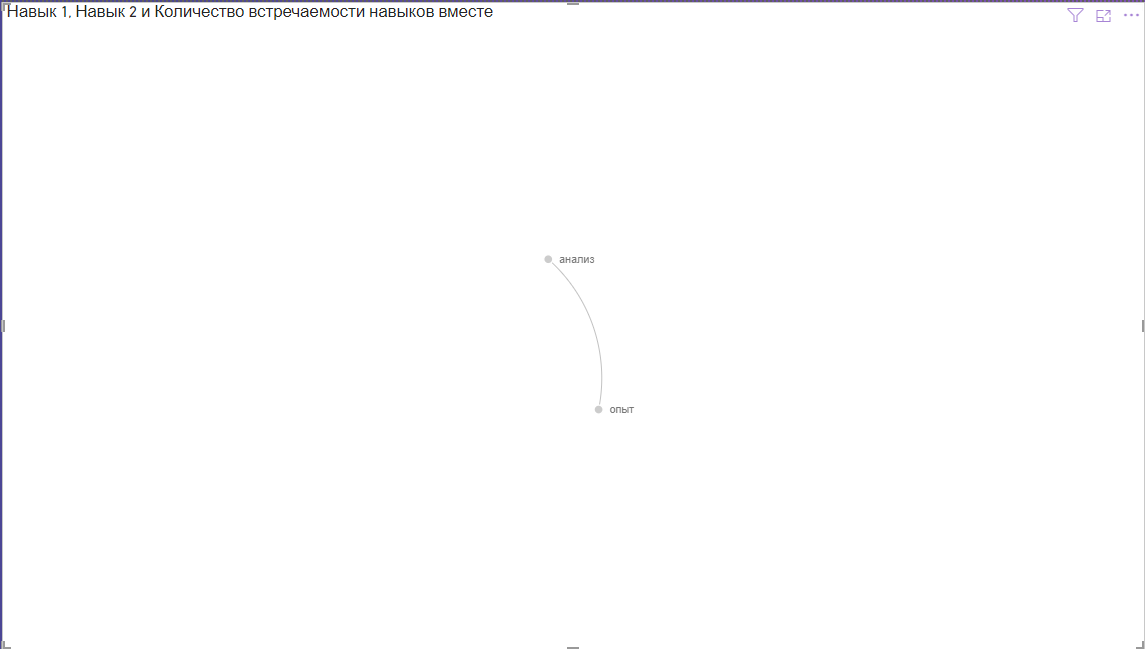 Навык 1, Навык 2 и Количество встречаемости навыков вместе
анализ
опыт